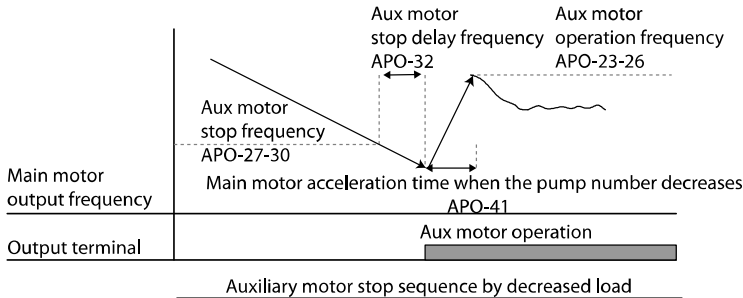 Aux motor
stop delay frequency
APO-32
Aux motor
operation frequency
APO-23-26
Aux motor
stop frequency
APO-27-30
Main motor
output frequency
Main motor acceleration time when the pump number decreases
APO-41
Output terminal
Aux motor operation
Auxiliary motor stop sequence by decreased load